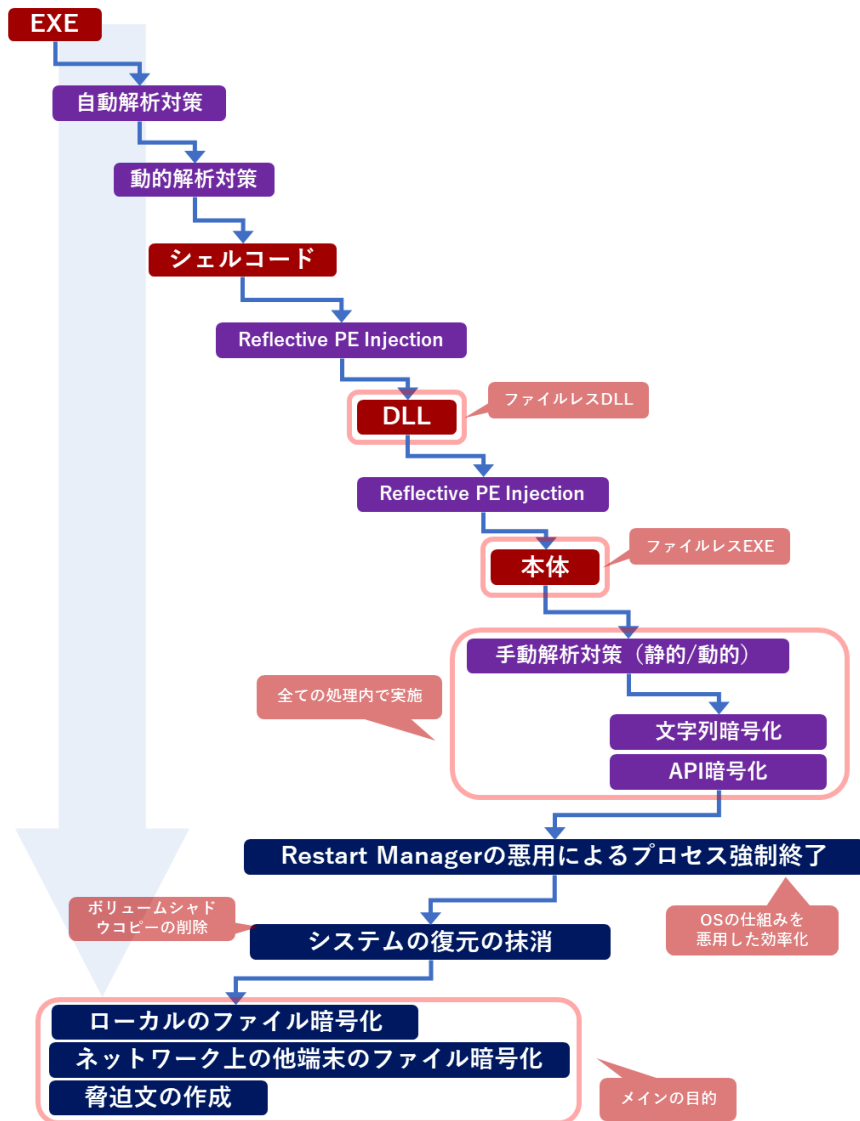 EXE
自動解析対策
動的解析対策
シェルコード
Reflective PE Injection
DLL
ファイルレスDLL
Reflective PE Injection
本体
ファイルレスEXE
手動解析対策（静的/動的）
全ての処理内で実施
文字列暗号化
API暗号化
Restart Managerの悪用によるプロセス強制終了
ボリュームシャド
ウコピーの削除
OSの仕組みを
悪用した効率化
システムの復元の抹消
ローカルのファイル暗号化
ネットワーク上の他端末のファイル暗号化
脅迫文の作成
メインの目的